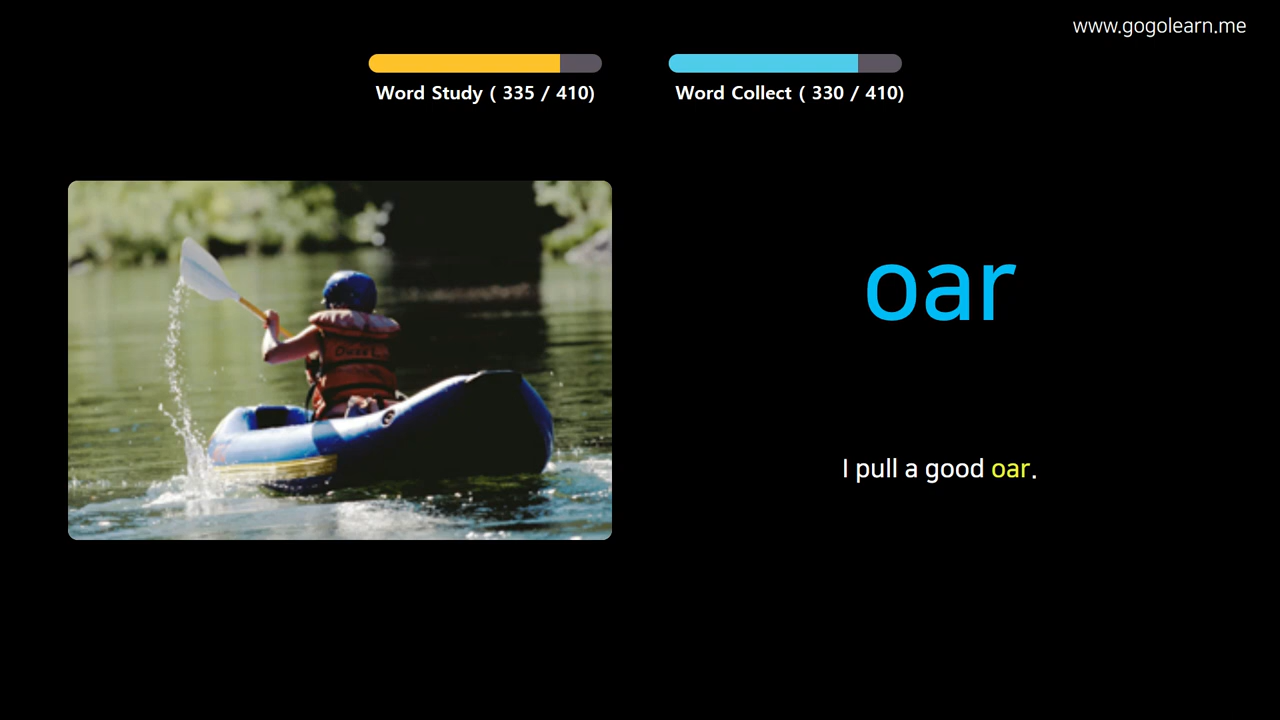 www.gogolearn.me
Word Study ( 335 / 410)
Word Collect ( 330 / 410)
oar
I pull a good oar.